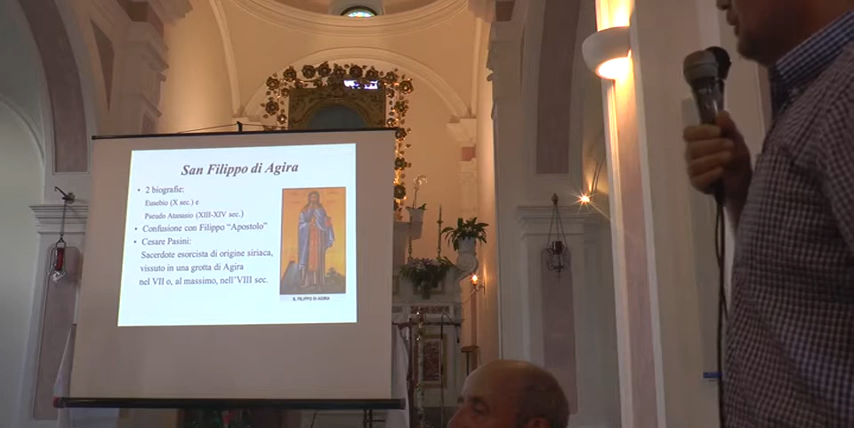 San Filippo di Agira
• 2 biografie:
Eusebio (X sec.) e
Pseudo Atanasio (XIII-XIV sec.)
• Confusione con Filippo "Apostolo"
• Cesare Pasini:
Sacerdote esorcista di origine siriaca,
vissuto in una grotta di Agira
nel VII o, al massimo, nell'VIII sec.
S. FILIPPO DI AGIRA